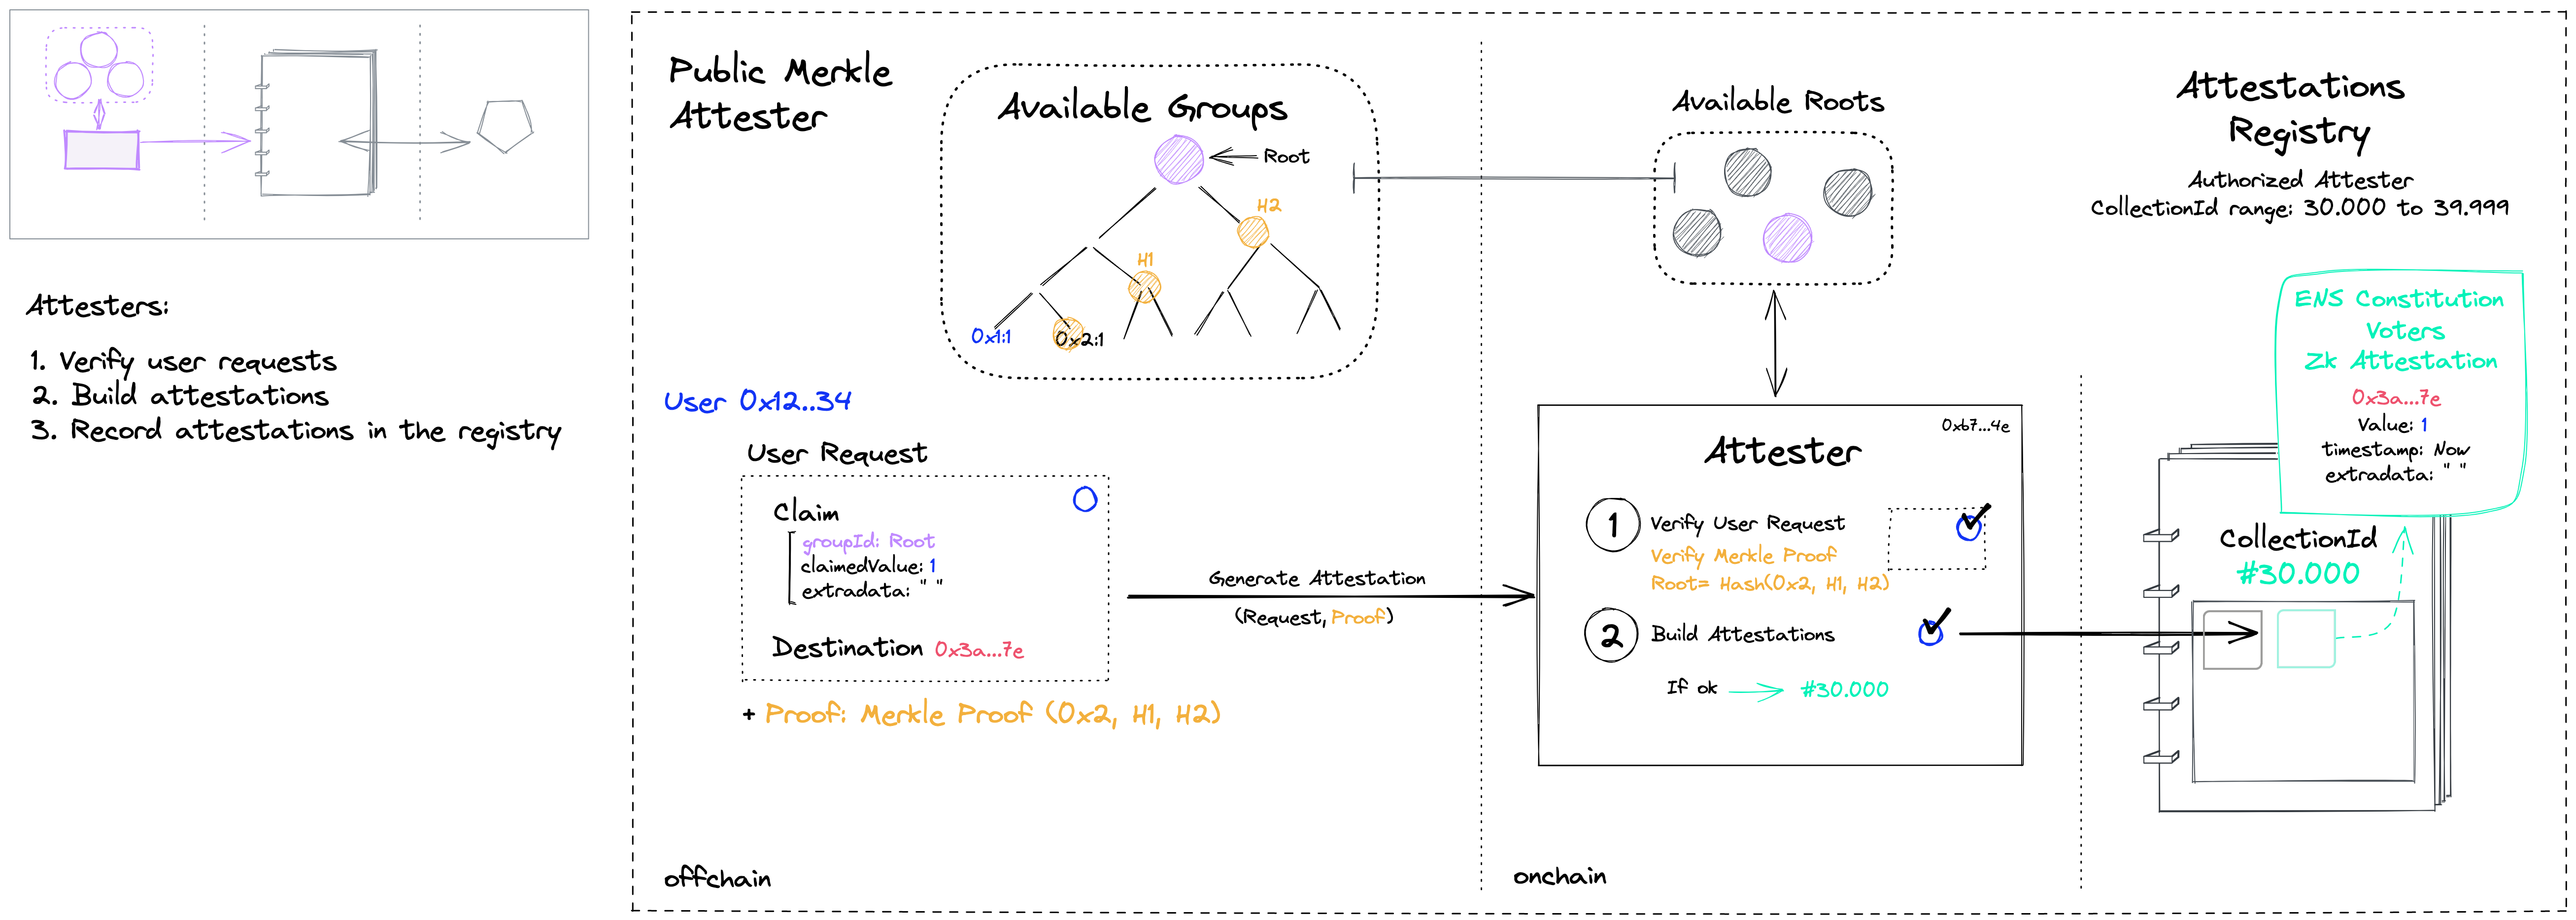 Attesters:
1. Verify user requests
2. Build attestations
3. Record attestations in the registry
Public Merkle
Attester
Available Groups
Root
H2
H1
0x1:1
0x2:1
User 0x12..34
User Request
Claim
groupId: Root
claimedValue: 1
extradata: " "
Destination 0x3a...7e
+ Proof: Merkle Proof (0x2, H1, H2)
offchain
Generate Attestation
(Request, Proof)
Available Roots
0xb7...4e
Attester
1 Verify User Request
Verify Merkle Proof
Root= Hash(0x2, H1, H2)
2 Build Attestations
If ok #30.000
onchain
Attestations
Registry
Authorized Attester
CollectionId range: 30.000 to 39.999
ENS Constitution
Voters
Zk Attestation
0x3a...7e
Value: 1
timestamp: Now
extradata: " "
CollectionId
#30.000